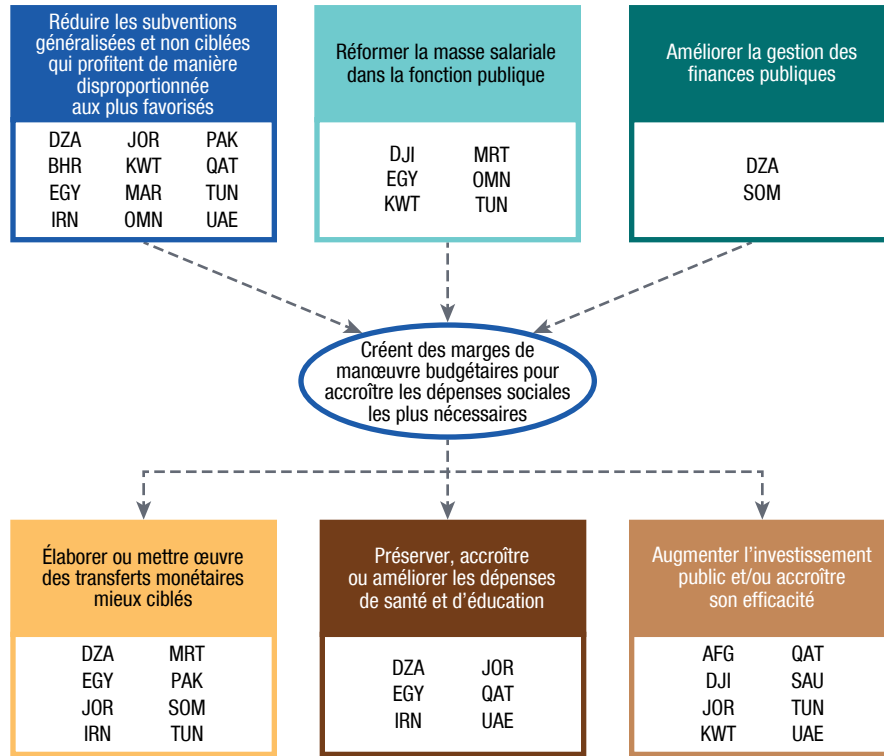 Réduire les subventions
généralisées et non ciblées
qui profitent de manière
disproportionnée
aux plus favorisés
DZA JOR PAK
BHR KWT QAT
EGY MAR TUN
IRN OMN UAE
Réformer la masse salariale
dans la fonction publique
DJI MRT
EGY OMN
KWT TUN
Améliorer la gestion des
finances publiques
DZA
SOM
Créent des marges de
manœuvre budgétaires pour
accroître les dépenses sociales
les plus nécessaires
Élaborer ou mettre œuvre
des transferts monétaires
mieux ciblés
DZA MRT
EGY PAK
JOR SOM
IRN TUN
Préserver, accroître
ou améliorer les dépenses
de santé et d’éducation
DZA JOR
EGY QAT
IRN UAE
Augmenter l’investissement
public et/ou accroître
son efficacité
AFG QAT
DJI SAU
JOR TUN
KWT UAE